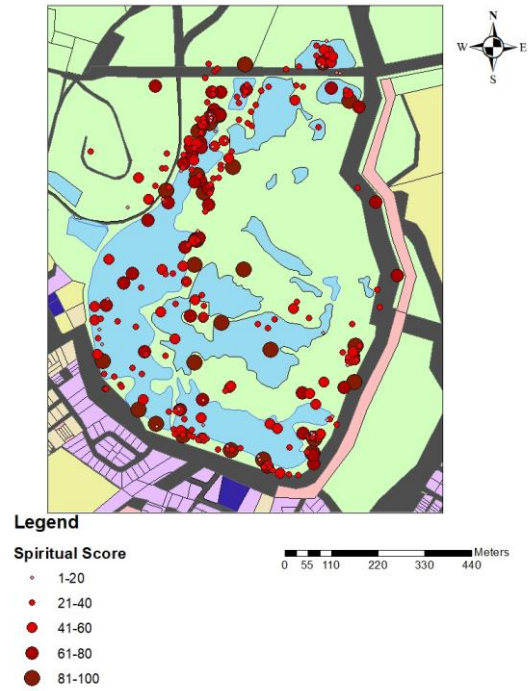 N
W E
S
Legend
Spiritual Score
1-20
21-40
41-60
61-80
81-100
Meters
0 55 110 220 330 440